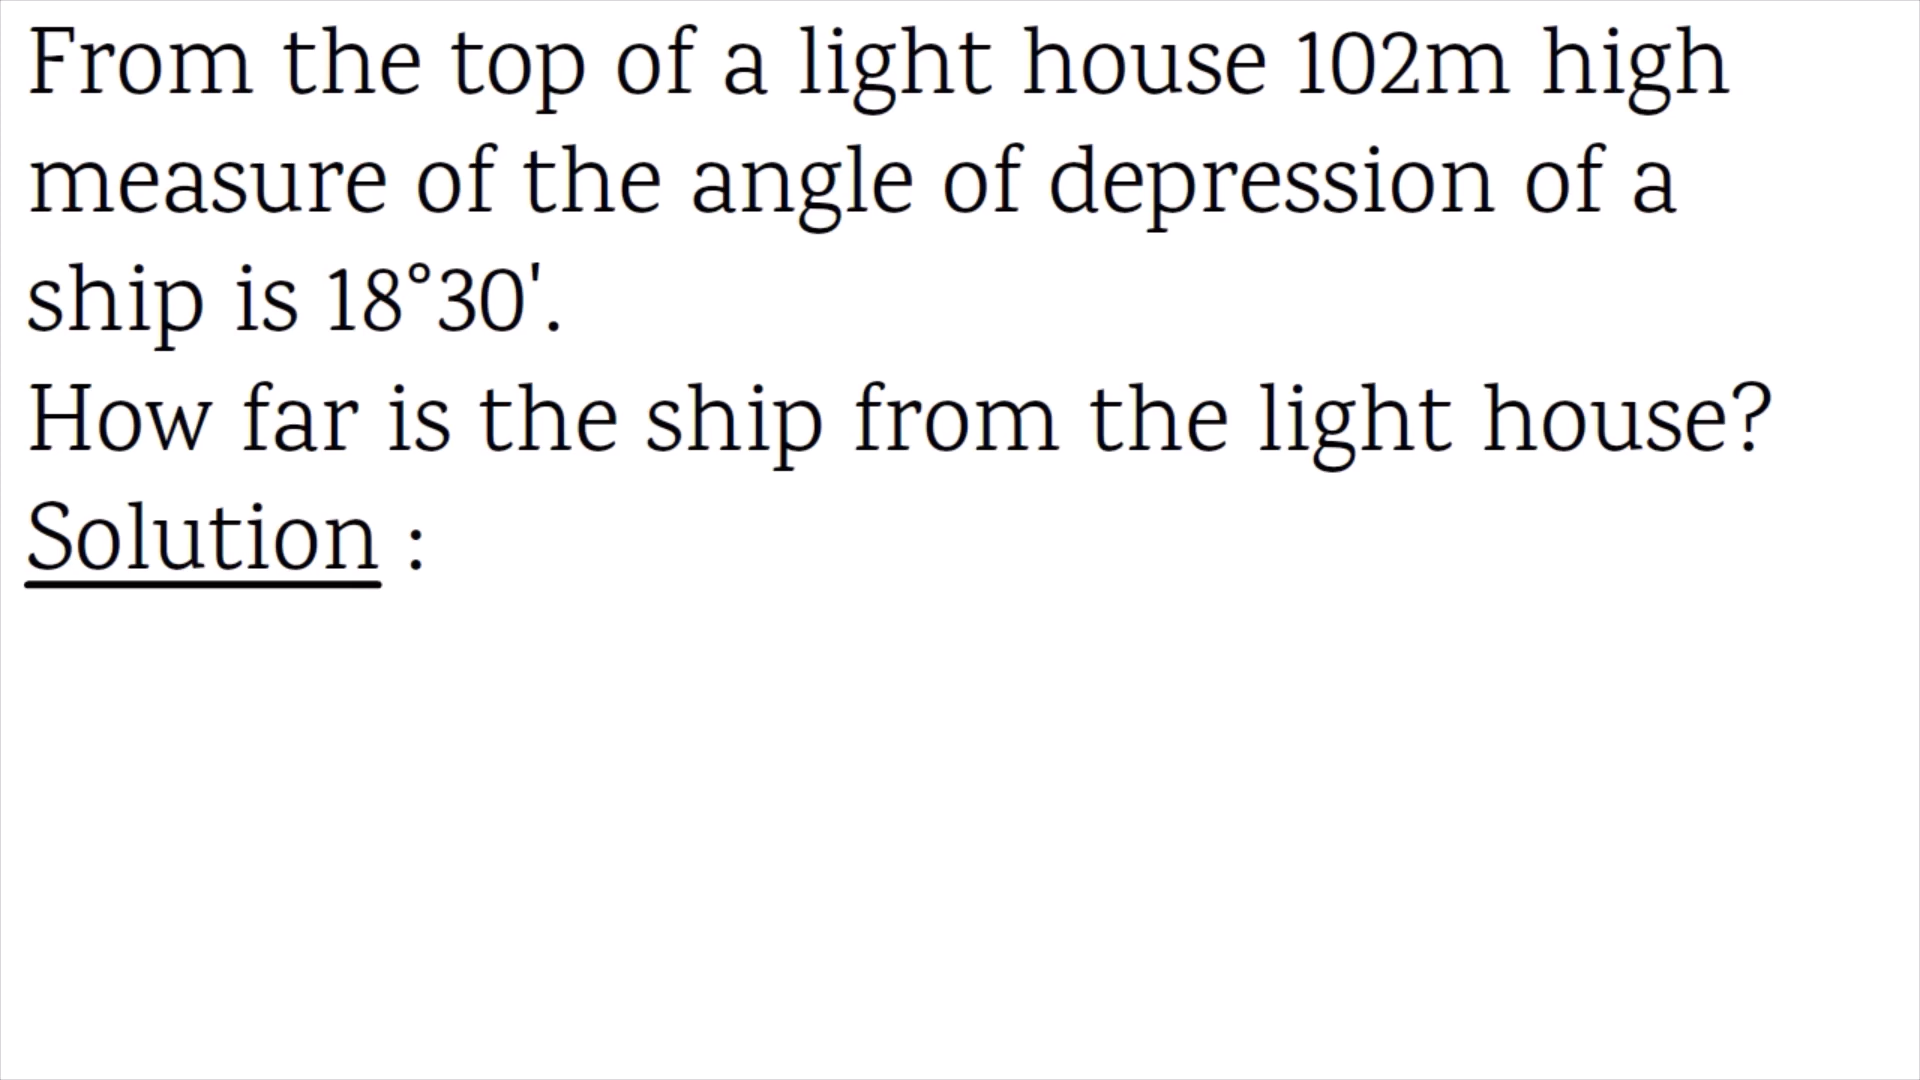 From the top of a light house 102m high
measure of the angle of depression of a
ship is 18°30'.
How far is the ship from the light house?
Solution :